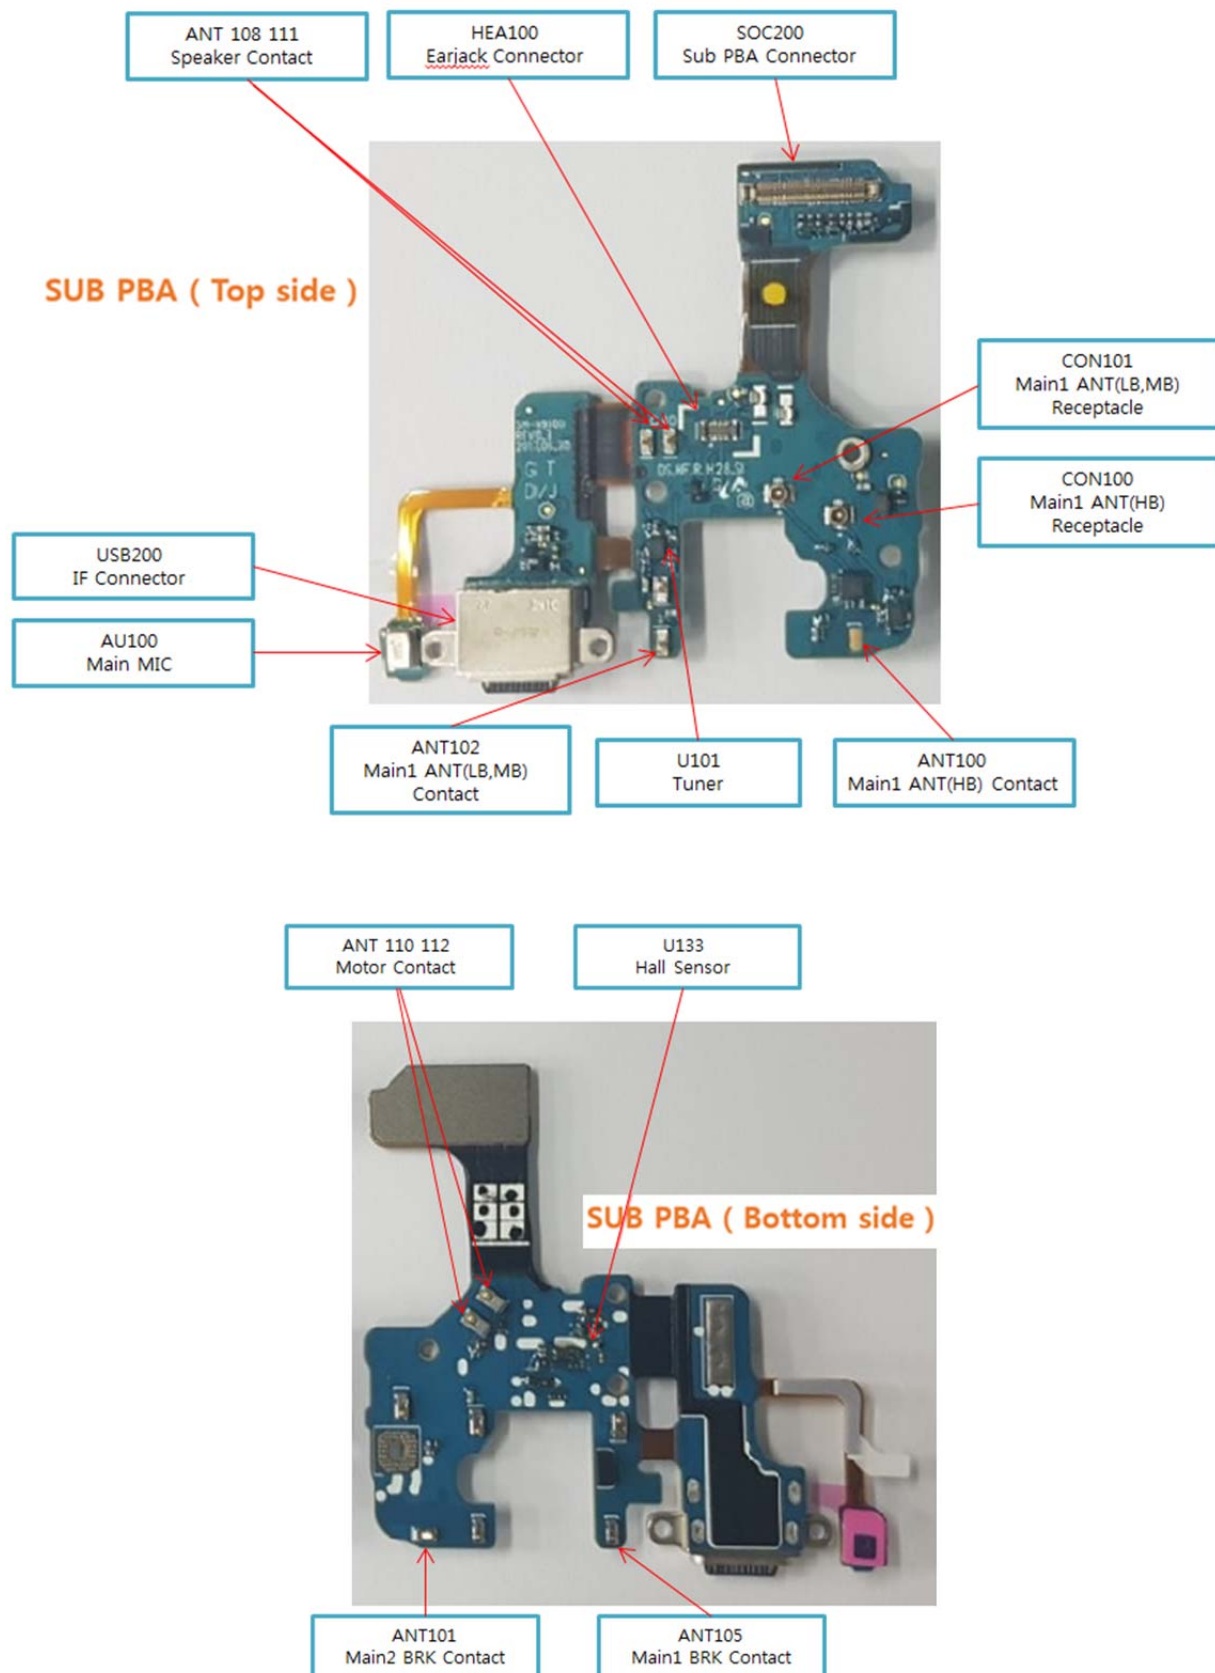 ANT 108 111
Speaker Contact
HEA100
Earjack Connector
SOC200
Sub PBA Connector
SUB PBA ( Top side )
CON101
Main1 ANT(LB,MB)
Receptacle
CON100
Main1 ANT(HB)
Receptacle
G T
D/J
USB200
IF Connector
AU100
Main MIC
ANT102
Main1 ANT(LB,MB)
Contact
U101
Tuner
ANT100
Main1 ANT(HB) Contact
ANT 110 112
Motor Contact
U133
Hall Sensor
SUB PBA ( Bottom side )
ANT101
Main2 BRK Contact
ANT105
Main1 BRK Contact